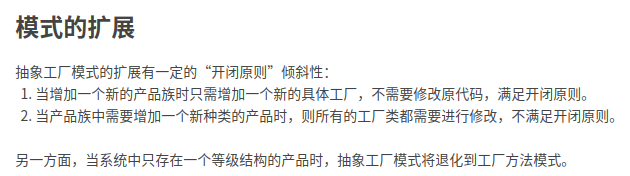 模式的扩展
抽象工厂模式的扩展有一定的“开闭原则”倾斜性：
1. 当增加一个新的产品族时只需增加一个新的具体工厂，不需要修改原代码，满足开闭原则。
2. 当产品族中需要增加一个新种类的产品时，则所有的工厂类都需要进行修改，不满足开闭原则。
另一方面，当系统中只存在一个等级结构的产品时，抽象工厂模式将退化到工厂方法模式。